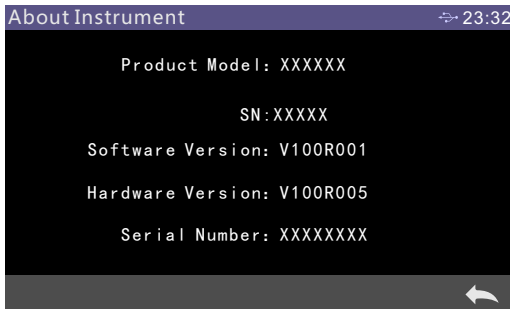 About Instrument 23:32
Product Model: XXXXXX
SN:XXXXX
Software Version: V100R001
Hardware Version: V100R005
Serial Number: XXXXXXXX